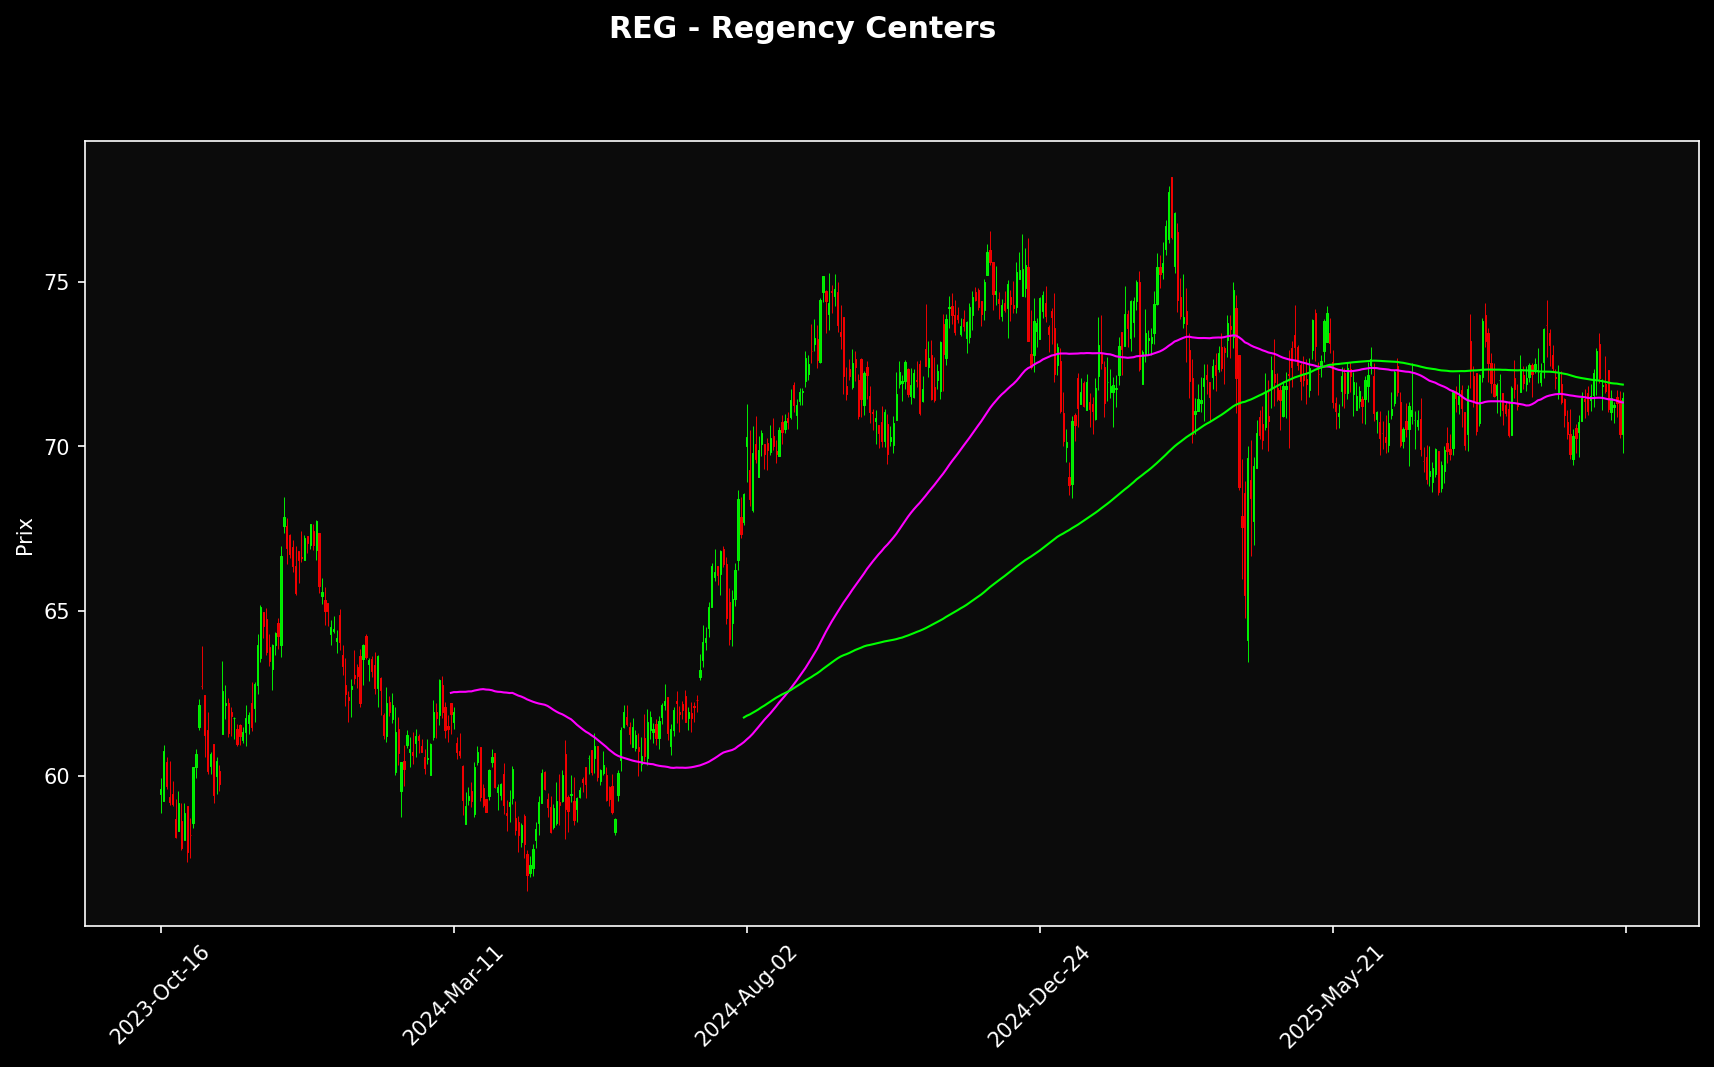 REG - Regency Centers
Prix
75
70
65
60
2023-Oct-16
2024-Mar-11
2024-Aug-02
2024-Dec-24
2025-May-21